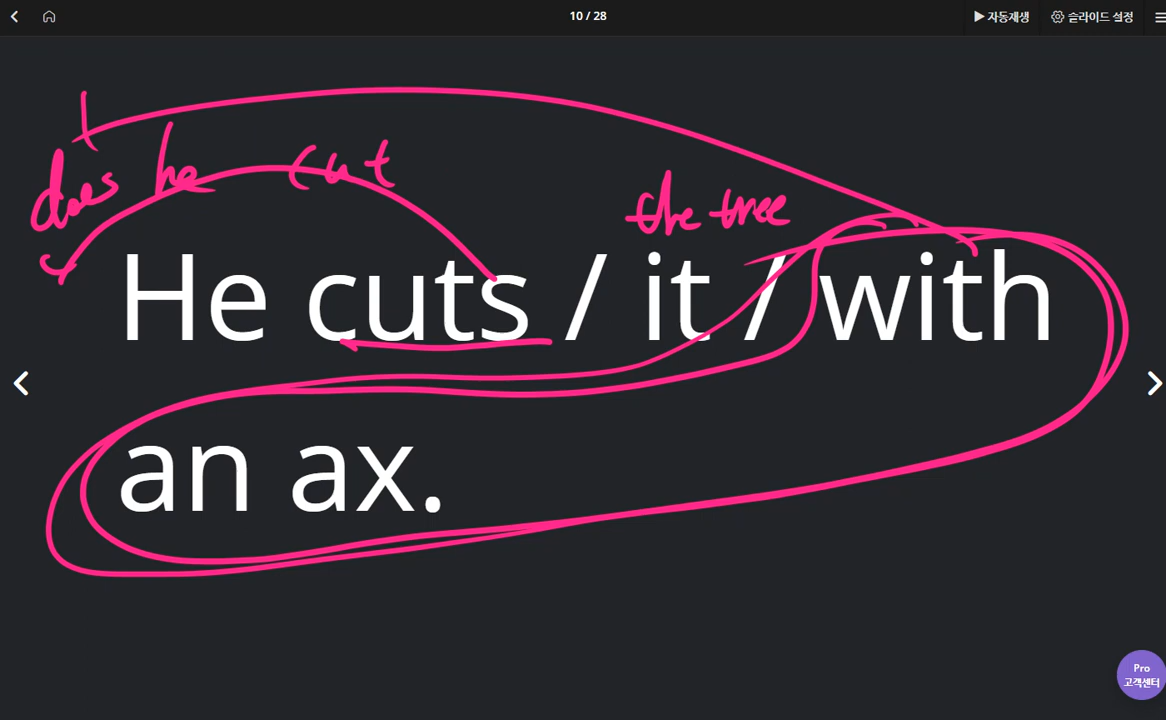 10 / 28
자동재생
슬라이드 설정
does he cut
the tree
He cuts / it / with
an ax.
Pro
고객센터